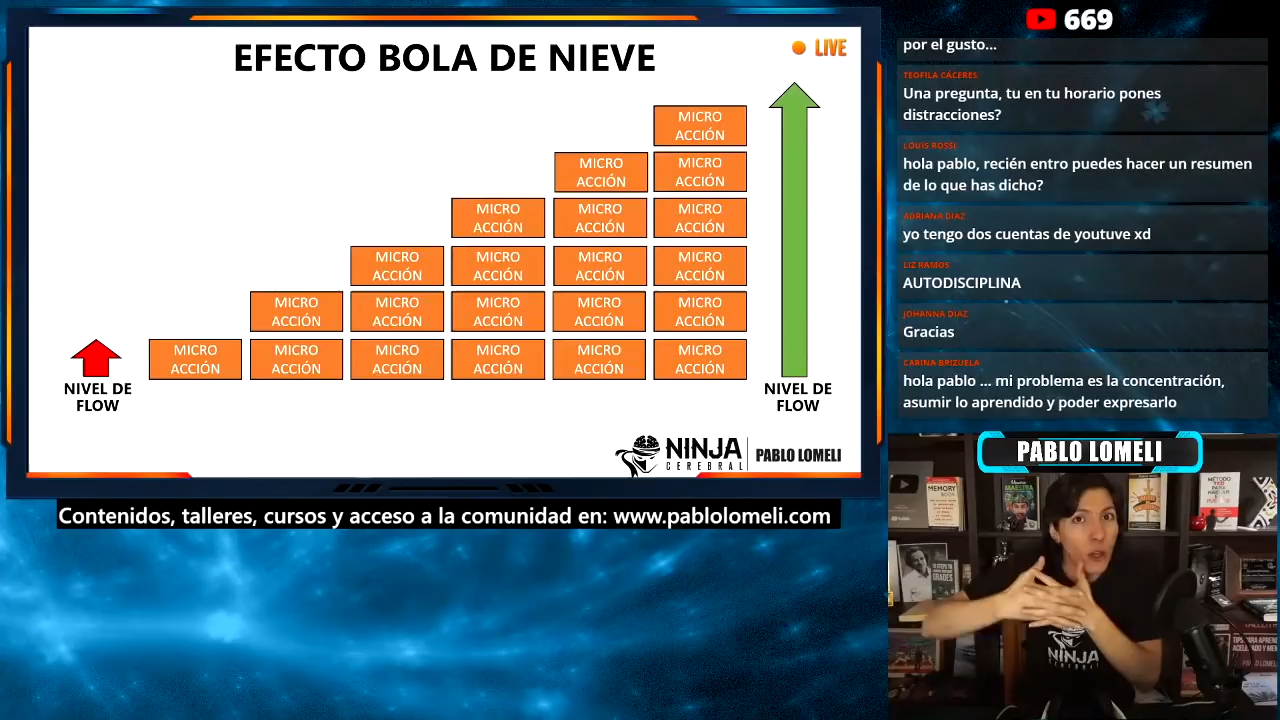 EFECTO BOLA DE NIEVE
LIVE
MICRO
ACCIÓN
MICRO
ACCIÓN
MICRO
ACCIÓN
MICRO
ACCIÓN
MICRO
ACCIÓN
MICRO
ACCIÓN
MICRO
ACCIÓN
MICRO
ACCIÓN
MICRO
ACCIÓN
MICRO
ACCIÓN
MICRO
ACCIÓN
MICRO
ACCIÓN
MICRO
ACCIÓN
MICRO
ACCIÓN
MICRO
ACCIÓN
MICRO
ACCIÓN
MICRO
ACCIÓN
MICRO
ACCIÓN
MICRO
ACCIÓN
MICRO
ACCIÓN
MICRO
ACCIÓN
NIVEL DE
FLOW
NIVEL DE
FLOW
NINJA
CEREBRAL
PABLO LOMELI
Contenidos, talleres, cursos y acceso a la comunidad en: www.pablolomeli.com
669
por el gusto...
TEOFILA CÁCERES
Una pregunta, tu en tu horario pones
distracciones?
LOUIS ROSSI
hola pablo, recién entro puedes hacer un resumen
de lo que has dicho?
ADRIANA DIAZ
yo tengo dos cuentas de youtuve xd
LIZ RAMOS
AUTODISCIPLINA
JOHANNA DIAZ
Gracias
CARINA BRIZUELA
hola pablo ... mi problema es la concentración,
asumir lo aprendido y poder expresarlo
PABLO LOMELI
MEMORY
MAESTRA
MÉTODO
TED
PARA
HABLAR
GRADES
NINJA